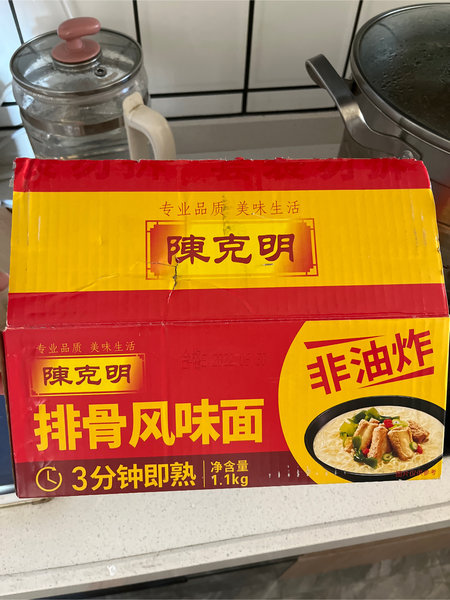 专业品质 美味生活
陳克明
专业品质 美味生活
陳克明
非油炸
排骨风味面
3分钟即熟
净含量
1.1kg